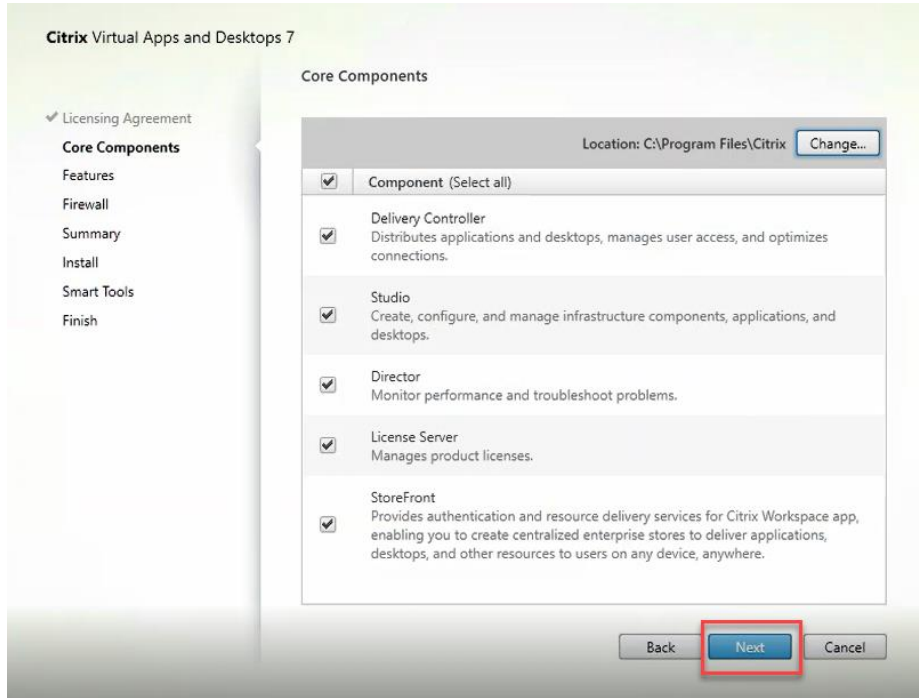 Citrix Virtual Apps and Desktops 7
Core Components
Licensing Agreement
Core Components
Features
Firewall
Summary
Install
Smart Tools
Finish
Location: C:\Program Files\Citrix
Change...
Component (Select all)
Delivery Controller
Distributes applications and desktops, manages user access, and optimizes
connections.
Studio
Create, configure, and manage infrastructure components, applications, and
desktops.
Director
Monitor performance and troubleshoot problems.
License Server
Manages product licenses.
StoreFront
Provides authentication and resource delivery services for Citrix Workspace app,
enabling you to create centralized enterprise stores to deliver applications,
desktops, and other resources to users on any device, anywhere.
Back
Next
Cancel